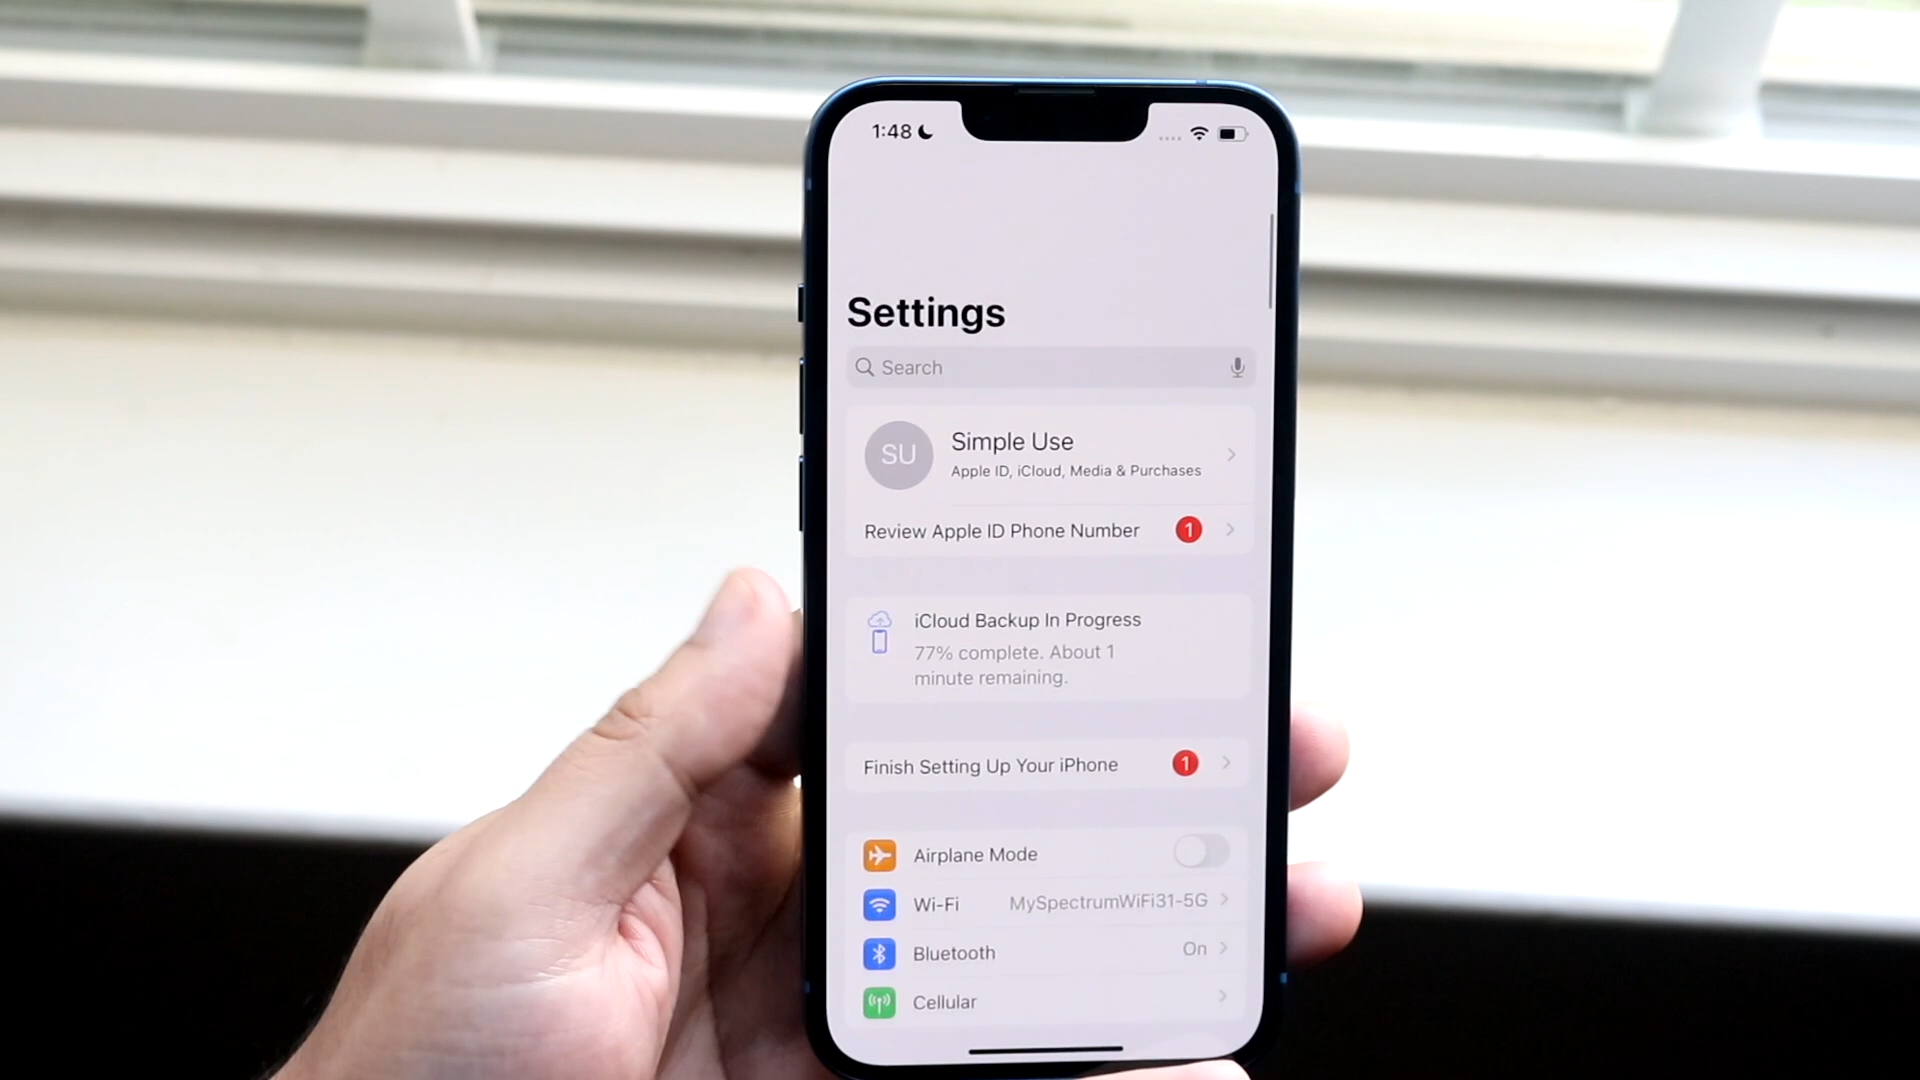 1:48
Settings
Search
SU
Simple Use
Apple ID, iCloud, Media & Purchases
Review Apple ID Phone Number 1
iCloud Backup In Progress
77% complete. About 1
minute remaining.
Finish Setting Up Your iPhone 1
Airplane Mode
Wi-Fi MySpectrumWiFi31-5G
Bluetooth On
Cellular